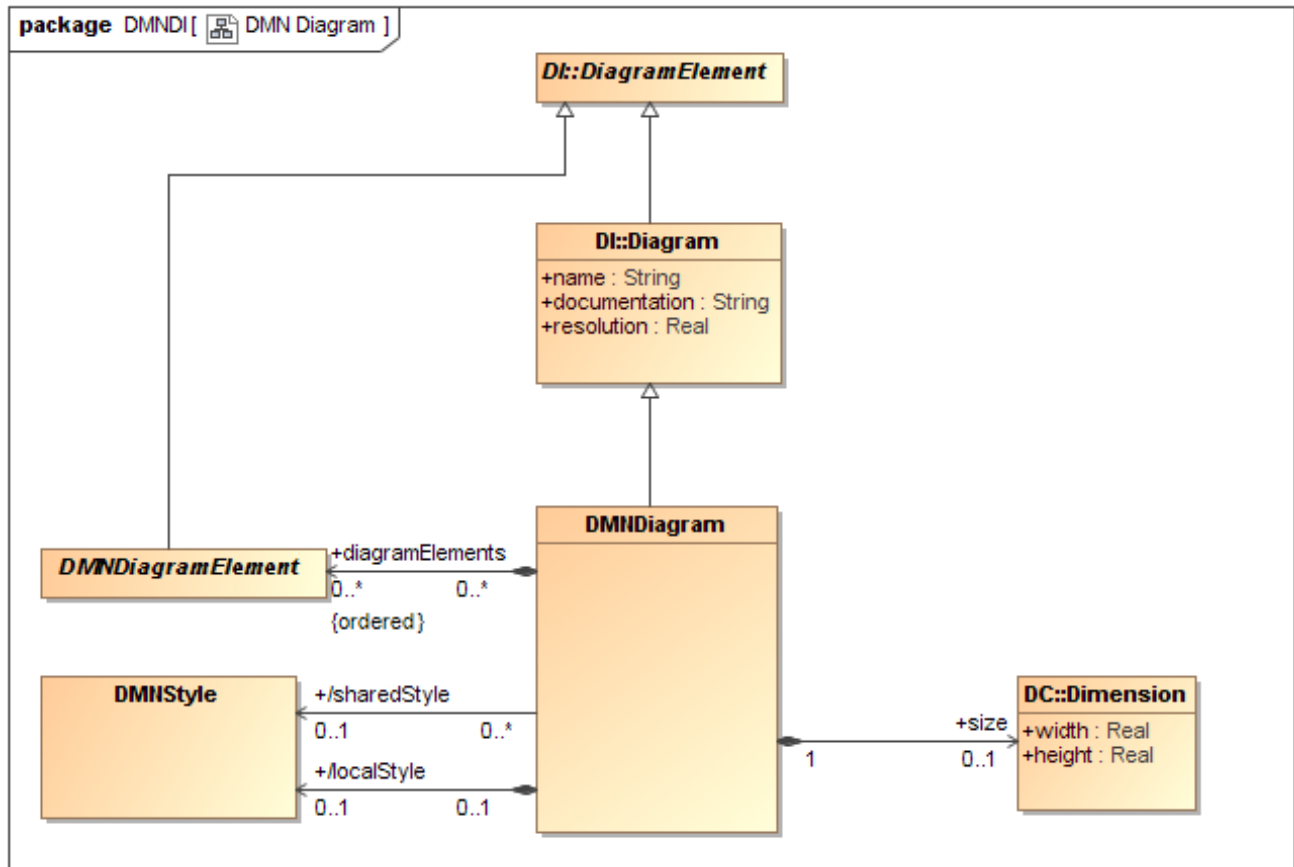 package DMNDI [ DMN Diagram ]
DI::DiagramElement
DI::Diagram
+name : String
+documentation : String
+resolution : Real
DMNDiagram
DMNDiagramElement
+diagramElements
0..*
0..*
{ordered}
DMNStyle
+/sharedStyle
0..1
0..*
+/localStyle
0..1
0..1
DC::Dimension
+width : Real
+height : Real
+size
1
0..1